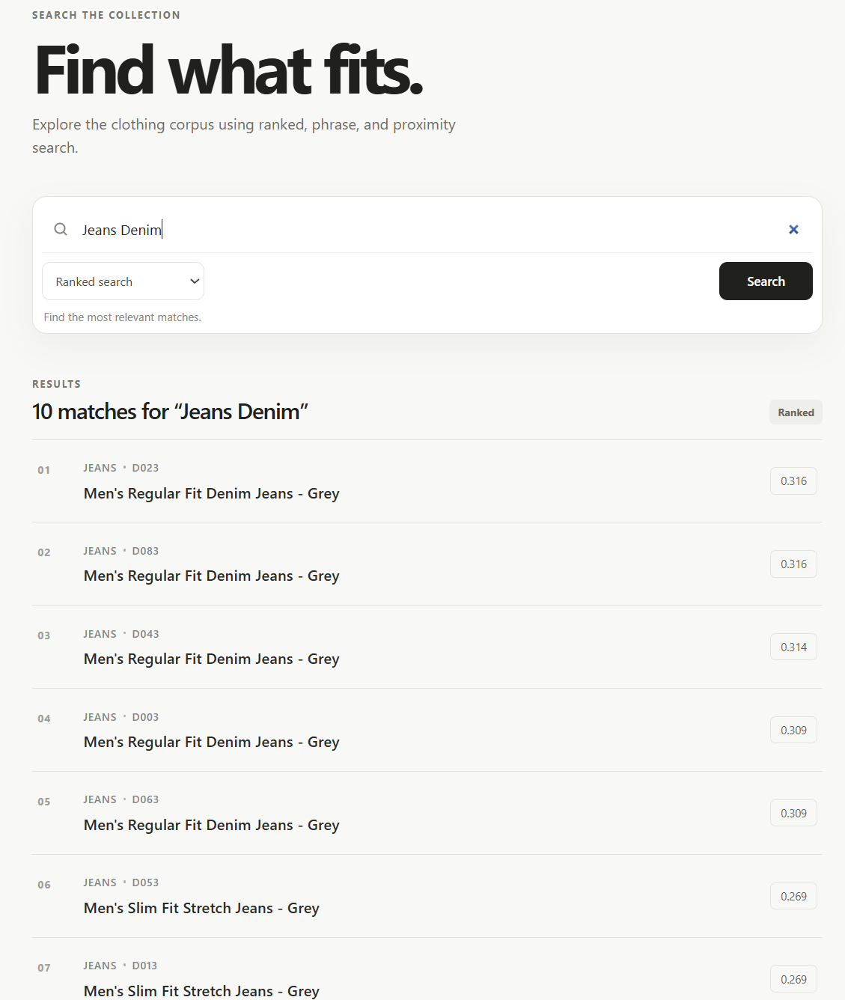 SEARCH THE COLLECTION
Find what fits.
Explore the clothing corpus using ranked, phrase, and proximity
search.
Jeans Denim
Ranked search
Search
Find the most relevant matches.
RESULTS
10 matches for “Jeans Denim”
Ranked
01
JEANS • D023
Men's Regular Fit Denim Jeans - Grey
0.316
02
JEANS • D083
Men's Regular Fit Denim Jeans - Grey
0.316
03
JEANS • D043
Men's Regular Fit Denim Jeans - Grey
0.314
04
JEANS • D003
Men's Regular Fit Denim Jeans - Grey
0.309
05
JEANS • D063
Men's Regular Fit Denim Jeans - Grey
0.309
06
JEANS • D053
Men's Slim Fit Stretch Jeans - Grey
0.269
07
JEANS • D013
Men's Slim Fit Stretch Jeans - Grey
0.269